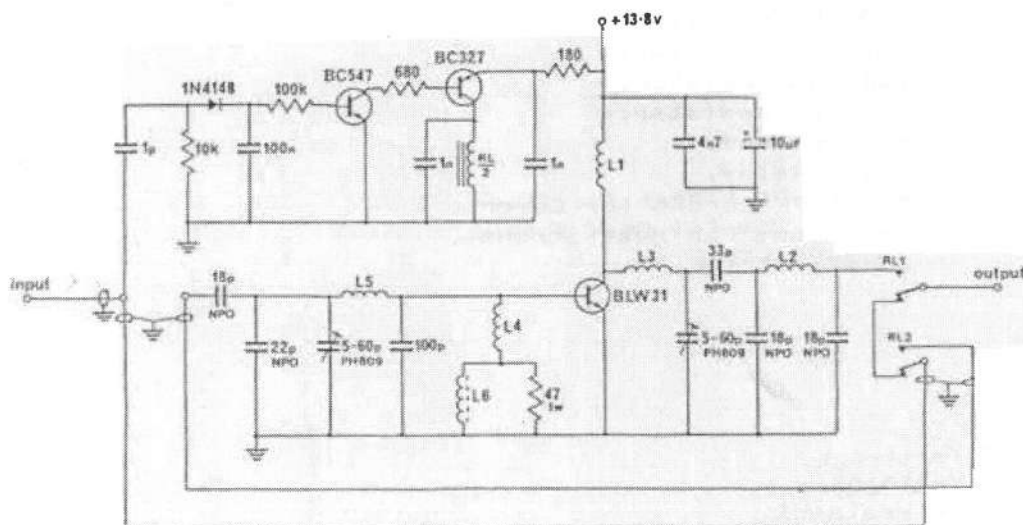 +13·8v
BC327
180
BC547
680
1N4148
100k
1p
10k
100n
1n
RL
2
1n
L1
4n7
10µF
33p
NPO
L3
L2
RL1
output
input
18p
NPO
L5
BLW31
L4
22p
NPO
5-60p
PH809
100p
5-60p
PH809
18p
NPO
18p
NPO
RL2
L6
47
1w